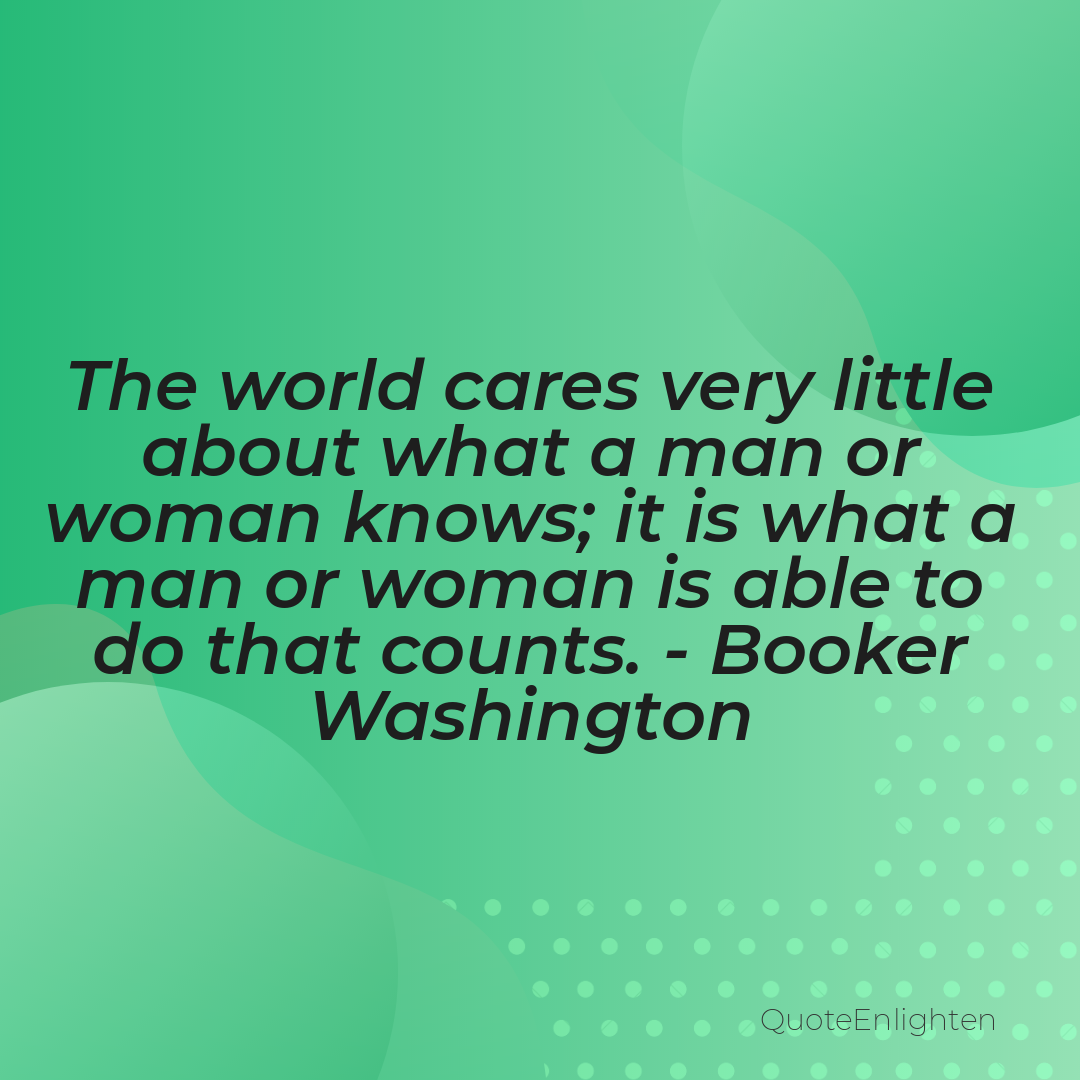 The world cares very little
about what a man or
woman knows; it is what a
man or woman is able to
do that counts. - Booker
Washington
QuoteEnlighten